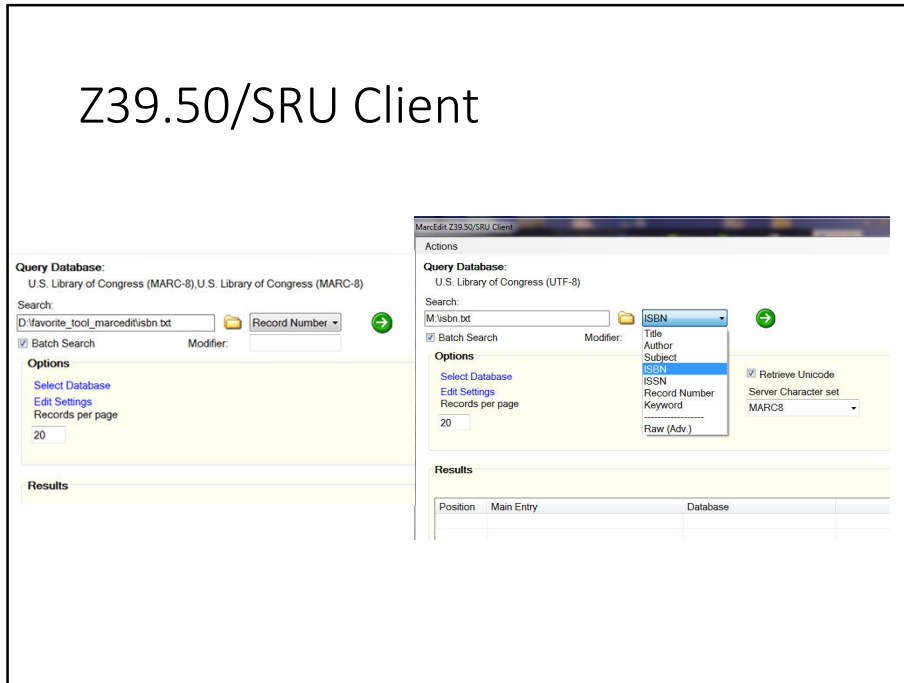 Z39.50/SRU Client
Query Database:
U.S. Library of Congress (MARC-8),U.S. Library of Congress (MARC-8)
Search:
D:\favorite_tool_marcedit\isbn.txt Record Number
Batch Search Modifier:
Options
Select Database
Edit Settings
Records per page
20
Results
MarcEdit Z39.50/SRU Client
Actions
Query Database:
U.S. Library of Congress (UTF-8)
Search:
M:\isbn.txt ISBN
Batch Search Modifier:
Title
Author
Subject
ISBN
ISSN
Record Number
Keyword
------------------
Raw (Adv.)
Options
Select Database
Edit Settings
Records per page
20
Retrieve Unicode
Server Character set
MARC8
Results
Position Main Entry Database